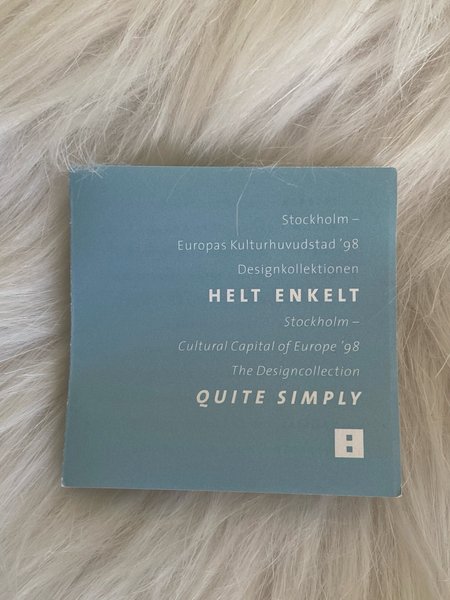 Stockholm –
Europas Kulturhuvudstad ’98
Designkollektionen
HELT ENKELT
Stockholm –
Cultural Capital of Europe ’98
The Designcollection
QUITE SIMPLY